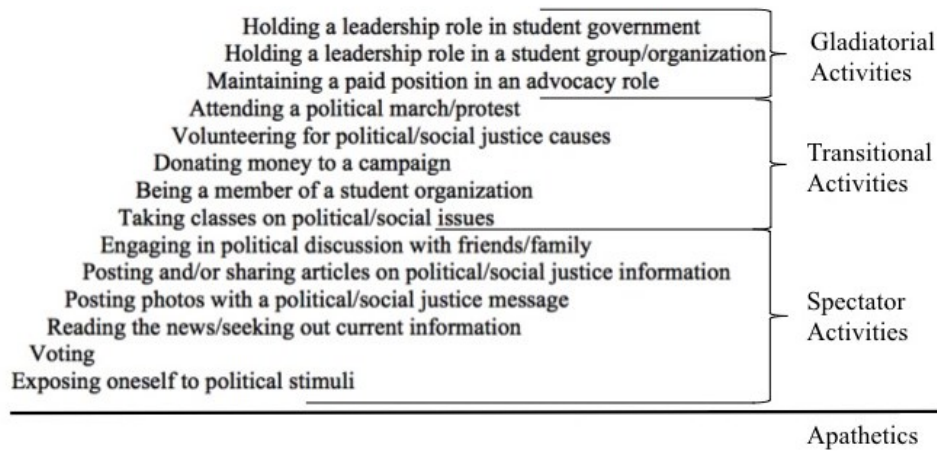 Holding a leadership role in student government
Holding a leadership role in a student group/organization
Maintaining a paid position in an advocacy role
Gladiatorial
Activities
Attending a political march/protest
Volunteering for political/social justice causes
Donating money to a campaign
Being a member of a student organization
Taking classes on political/social issues
Transitional
Activities
Engaging in political discussion with friends/family
Posting and/or sharing articles on political/social justice information
Posting photos with a political/social justice message
Reading the news/seeking out current information
Voting
Exposing oneself to political stimuli
Spectator
Activities
Apathetics